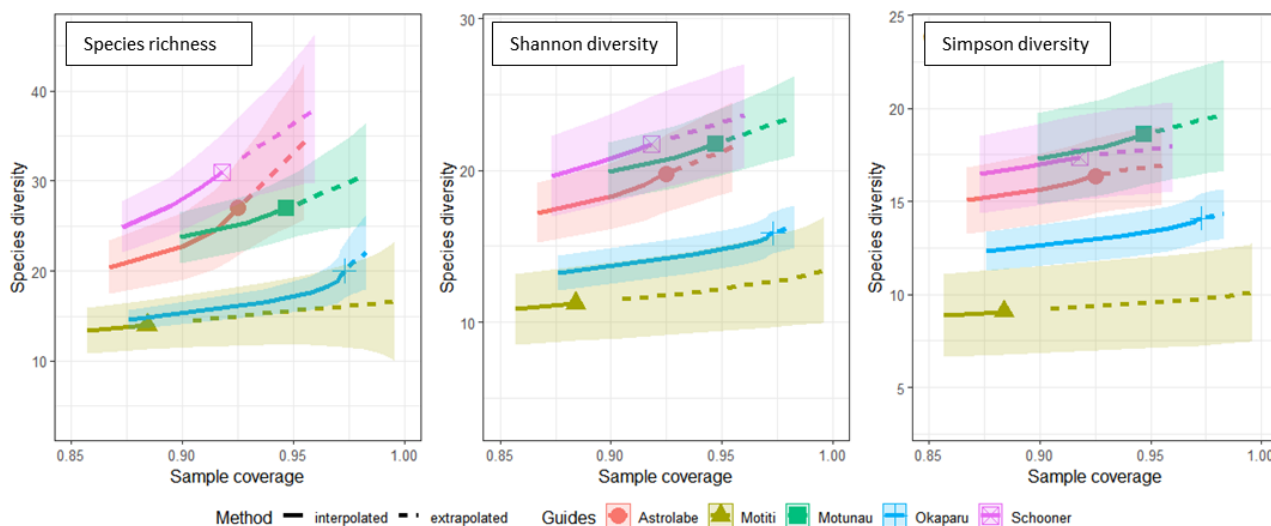 Species richness
Species diversity
40
30
20
10
0.85 0.90 0.95 1.00
Sample coverage
Shannon diversity
Species diversity
30
20
10
0.85 0.90 0.95 1.00
Sample coverage
Simpson diversity
Species diversity
25
20
15
10
5
0.85 0.90 0.95 1.00
Sample coverage
Method interpolated extrapolated Guides Astrolabe Motiti Motunau Okaparu Schooner